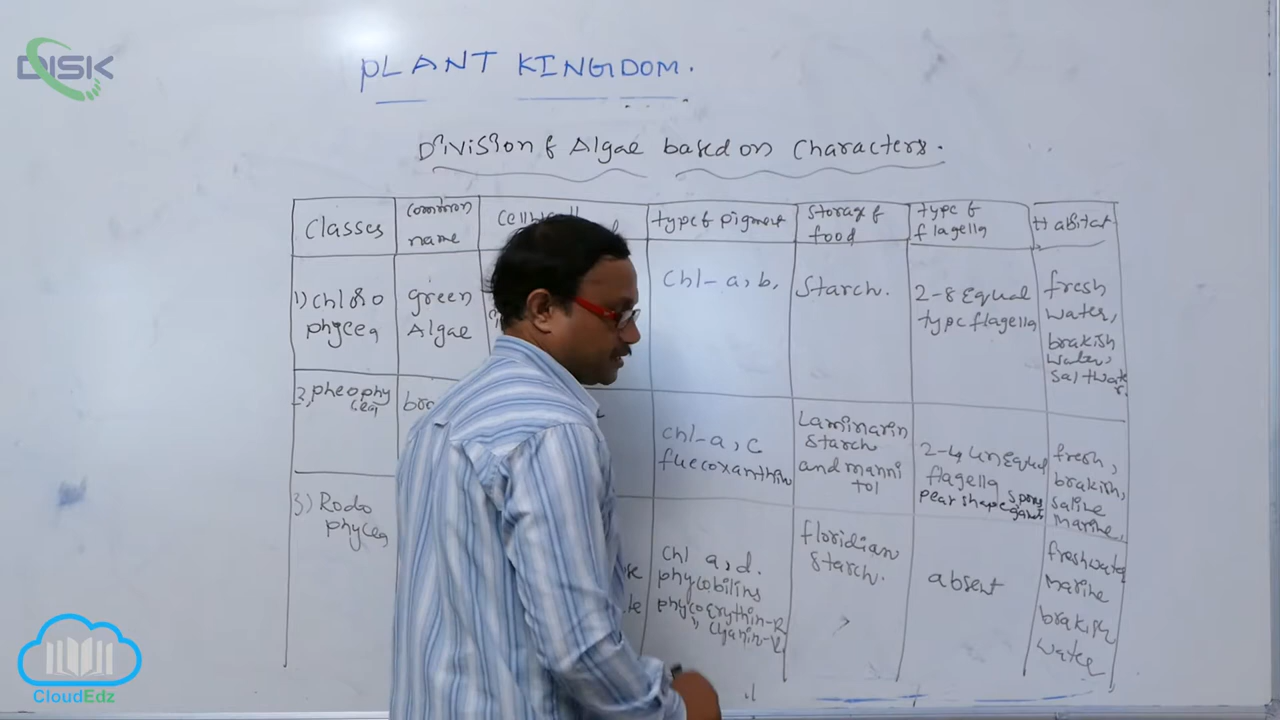 DISK
PLANT KINGDOM.
Division of Algae based on Characters.
Classes
common
name
type of pigment
Storage of
food
type of
flagella
Habitat
1) Chloro
phycea
green
Algae
Chl- a, b,
Starch.
2-8 Equal
type flagella
fresh
water,
brakish
water,
salt water.
2, pheophy
cea
bro
chl-a, c
fuecoxanthin
Laminarin
Starch
and manni
tol
2-4 unEqual
flagella
pear shape
fresh,
brakish,
saline
marine,
3) Rodo
phycea
chl a, d.
phycobilins
phycoErythin-R
" cyanin-R
floridian
Starch.
absent
freshwater
marine
brakish
water
CloudEdz